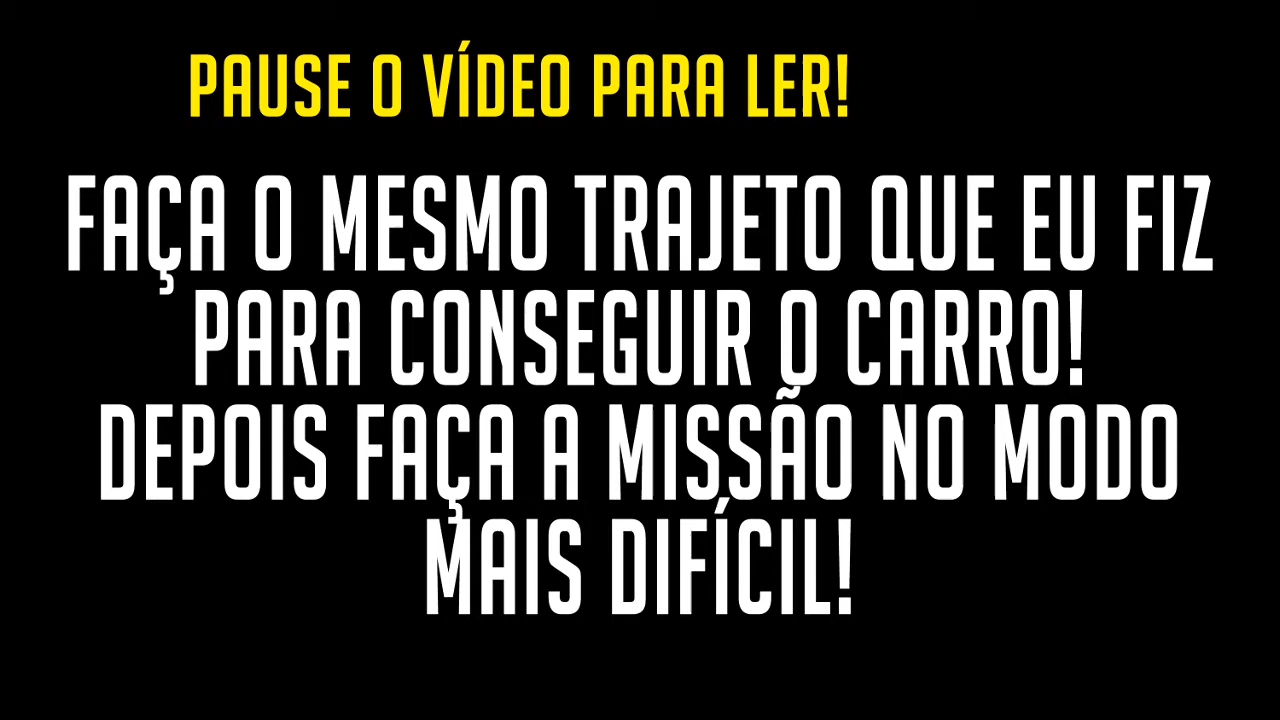 PAUSE O VÍDEO PARA LER!
FAÇA O MESMO TRAJETO QUE EU FIZ
PARA CONSEGUIR O CARRO!
DEPOIS FAÇA A MISSÃO NO MODO
MAIS DIFÍCIL!